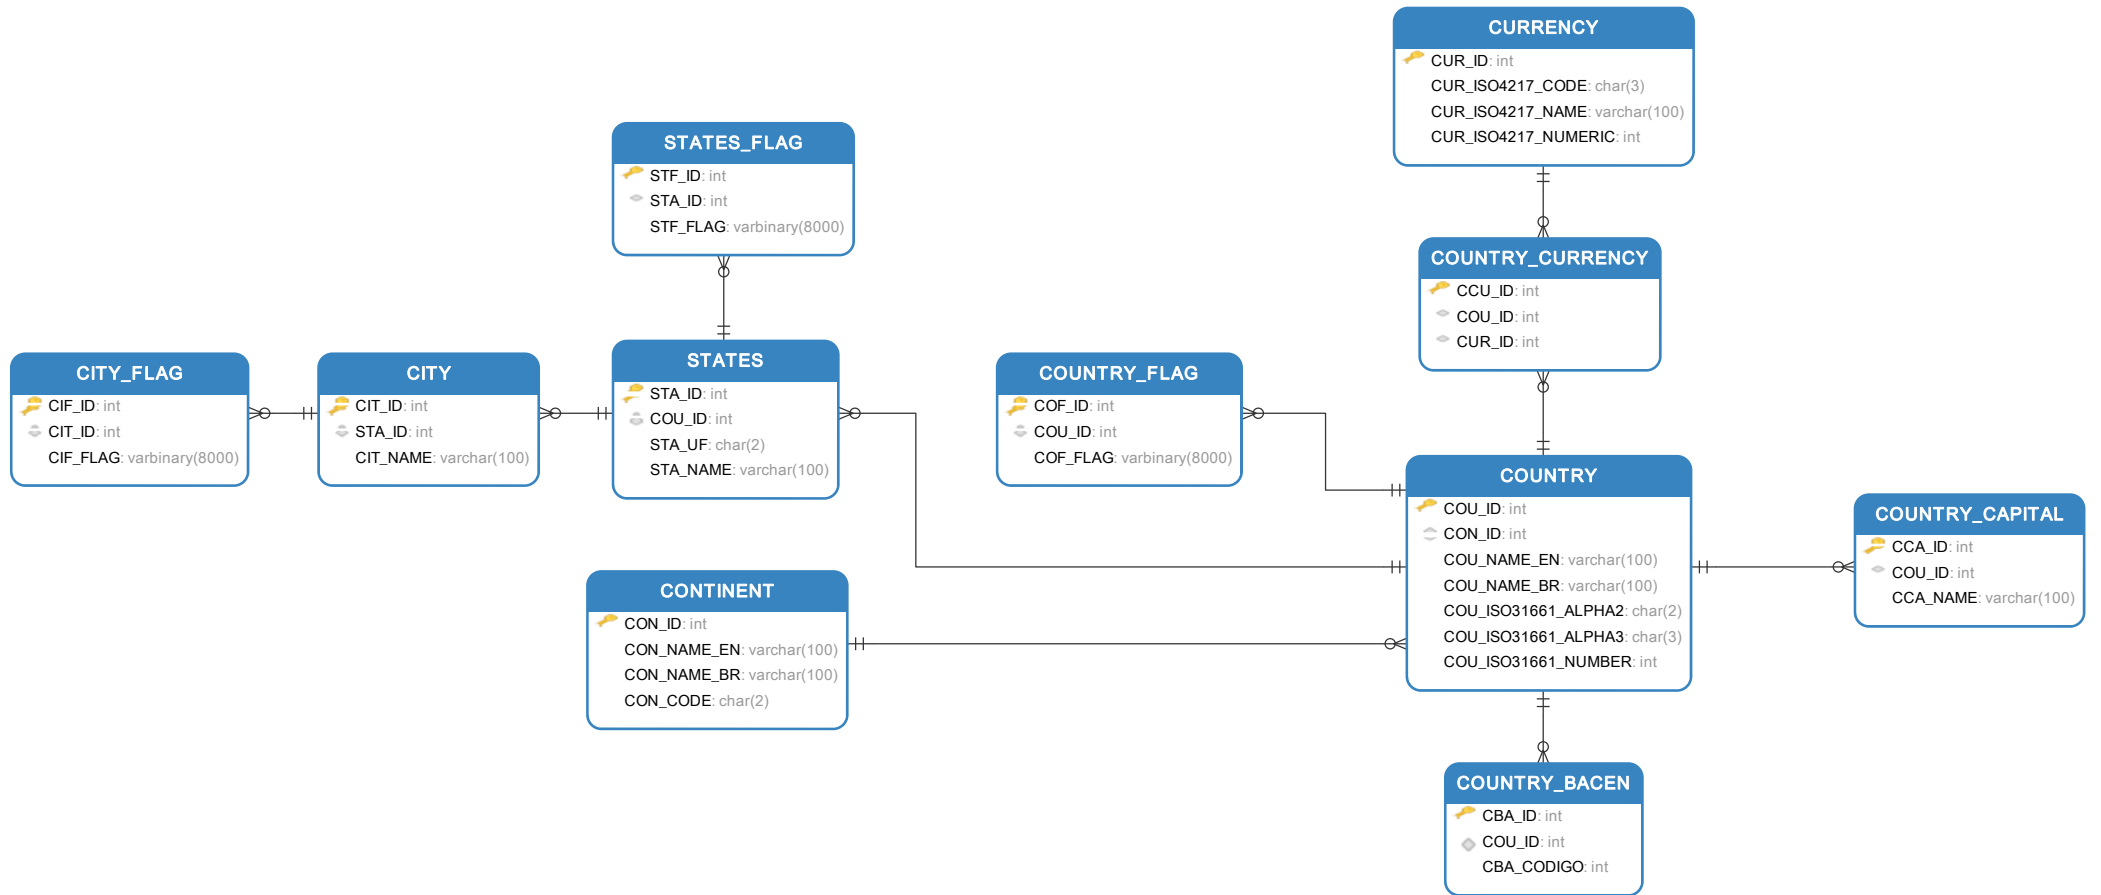 CURRENCY
CUR_ID: int
CUR_ISO4217_CODE: char(3)
CUR_ISO4217_NAME: varchar(100)
CUR_ISO4217_NUMERIC: int
STATES_FLAG
STF_ID: int
STA_ID: int
STF_FLAG: varbinary(8000)
COUNTRY_CURRENCY
CCU_ID: int
COU_ID: int
CUR_ID: int
CITY_FLAG
CIF_ID: int
CIT_ID: int
CIF_FLAG: varbinary(8000)
CITY
CIT_ID: int
STA_ID: int
CIT_NAME: varchar(100)
STATES
STA_ID: int
COU_ID: int
STA_UF: char(2)
STA_NAME: varchar(100)
COUNTRY_FLAG
COF_ID: int
COU_ID: int
COF_FLAG: varbinary(8000)
COUNTRY
COU_ID: int
CON_ID: int
COU_NAME_EN: varchar(100)
COU_NAME_BR: varchar(100)
COU_ISO31661_ALPHA2: char(2)
COU_ISO31661_ALPHA3: char(3)
COU_ISO31661_NUMBER: int
COUNTRY_CAPITAL
CCA_ID: int
COU_ID: int
CCA_NAME: varchar(100)
CONTINENT
CON_ID: int
CON_NAME_EN: varchar(100)
CON_NAME_BR: varchar(100)
CON_CODE: char(2)
COUNTRY_BACEN
CBA_ID: int
COU_ID: int
CBA_CODIGO: int